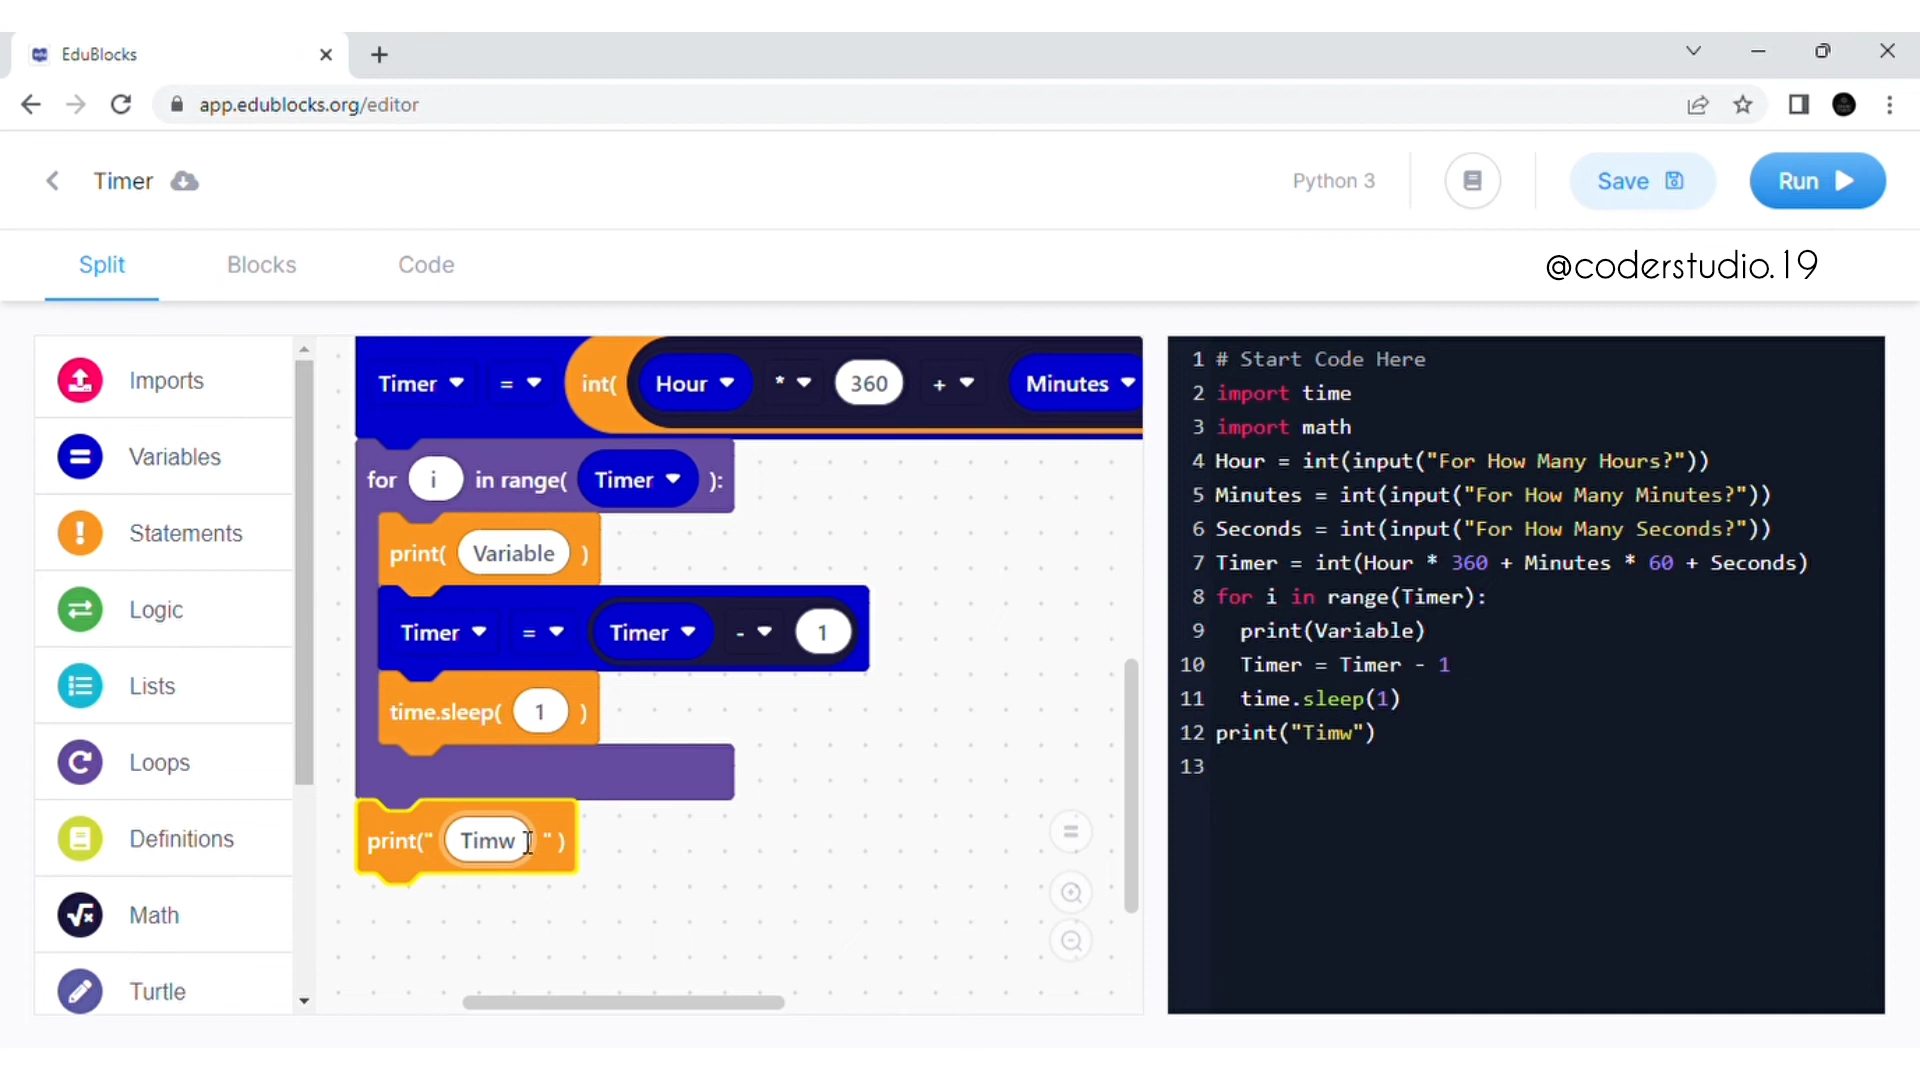 EduBlocks
app.edublocks.org/editor
Timer
Python 3
Save
Run
Split
Blocks
Code
@coderstudio.19
Imports
Variables
Statements
Logic
Lists
Loops
Definitions
Math
Turtle
Timer = int( Hour * 360 + Minutes
for i in range( Timer ):
print( Variable )
Timer = Timer - 1
time.sleep( 1 )
print(" Timw ")
1 # Start Code Here
2 import time
3 import math
4 Hour = int(input("For How Many Hours?"))
5 Minutes = int(input("For How Many Minutes?"))
6 Seconds = int(input("For How Many Seconds?"))
7 Timer = int(Hour * 360 + Minutes * 60 + Seconds)
8 for i in range(Timer):
9 print(Variable)
10 Timer = Timer - 1
11 time.sleep(1)
12 print("Timw")
13